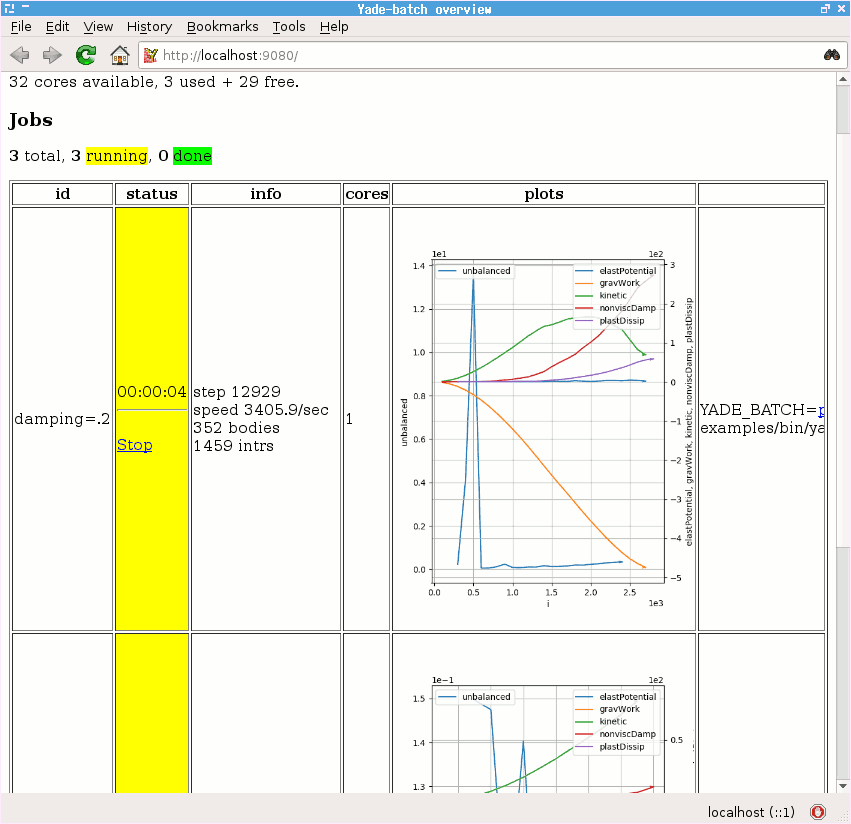 Yade-batch overview
File Edit View History Bookmarks Tools Help
http://localhost:9080/
32 cores available, 3 used + 29 free.
Jobs
3 total, 3 running, 0 done
id status info cores plots
damping=.2
00:00:04
Stop
step 12929
speed 3405.9/sec
352 bodies
1459 intrs
1
1e1 1e2
unbalanced
elastPotential
gravWork
kinetic
nonviscDamp
plastDissip
1.4
1.2
1.0
0.8
0.6
0.4
0.2
0.0
unbalanced
3
2
1
0
−1
−2
−3
−4
−5
elastPotential, gravWork, kinetic, nonviscDamp, plastDissip
0.0 0.5 1.0 1.5 2.0 2.5
i 1e3
YADE_BATCH=p
examples/bin/ya
1e−1 1e2
unbalanced
elastPotential
gravWork
kinetic
nonviscDamp
plastDissip
1.5
1.4
1.3
0.5
localhost (::1)